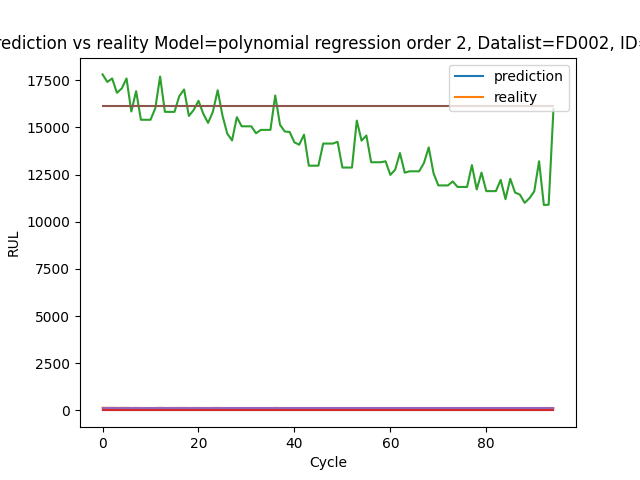 rediction vs reality Model=polynomial regression order 2, Datalist=FD002, ID=
prediction
reality
17500
15000
12500
10000
7500
5000
2500
0
RUL
0 20 40 60 80
Cycle